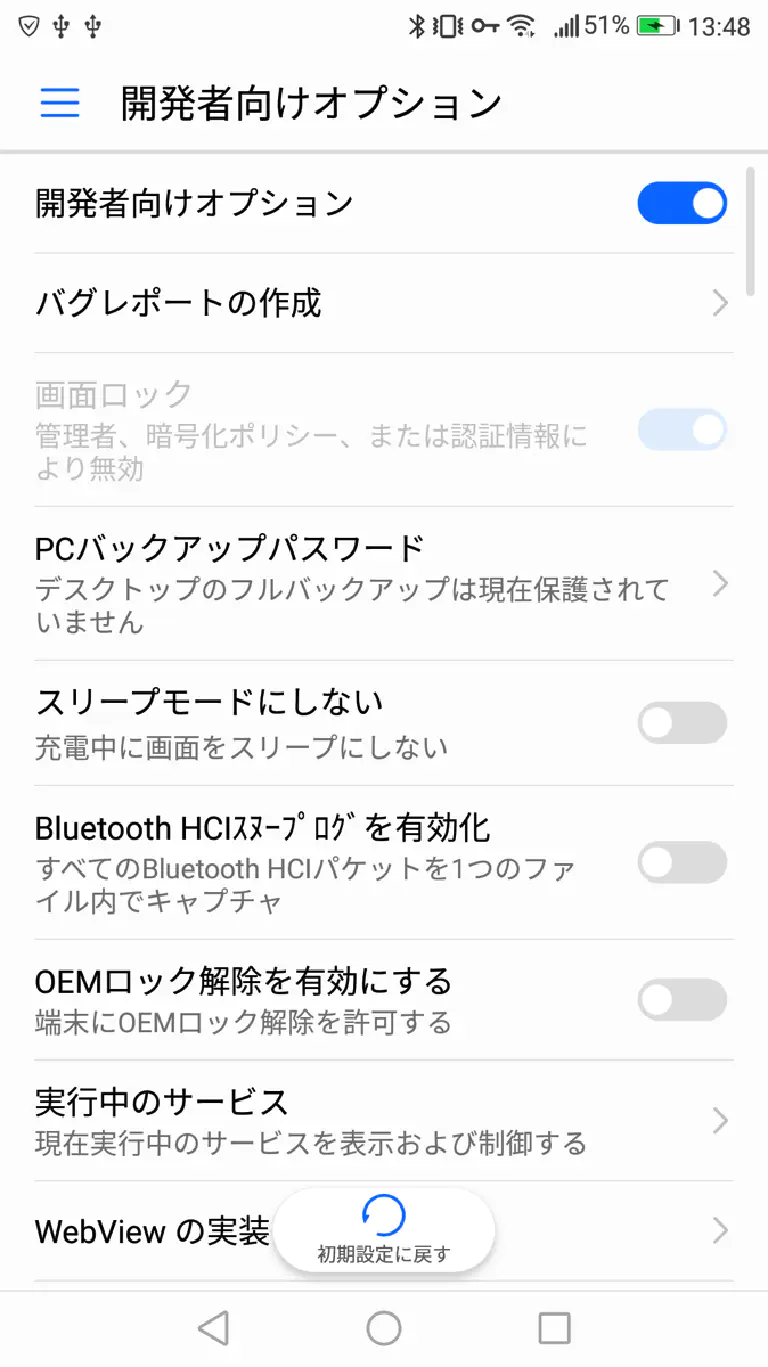 51% 13:48
開発者向けオプション
開発者向けオプション
バグレポートの作成
画面ロック
管理者、暗号化ポリシー、または認証情報に
より無効
PCバックアップパスワード
デスクトップのフルバックアップは現在保護されて
いません
スリープモードにしない
充電中に画面をスリープにしない
Bluetooth HCIｽﾇｰﾌﾟﾛｸﾞを有効化
すべてのBluetooth HCIパケットを1つのファ
イル内でキャプチャ
OEMロック解除を有効にする
端末にOEMロック解除を許可する
実行中のサービス
現在実行中のサービスを表示および制御する
WebView の実装
初期設定に戻す